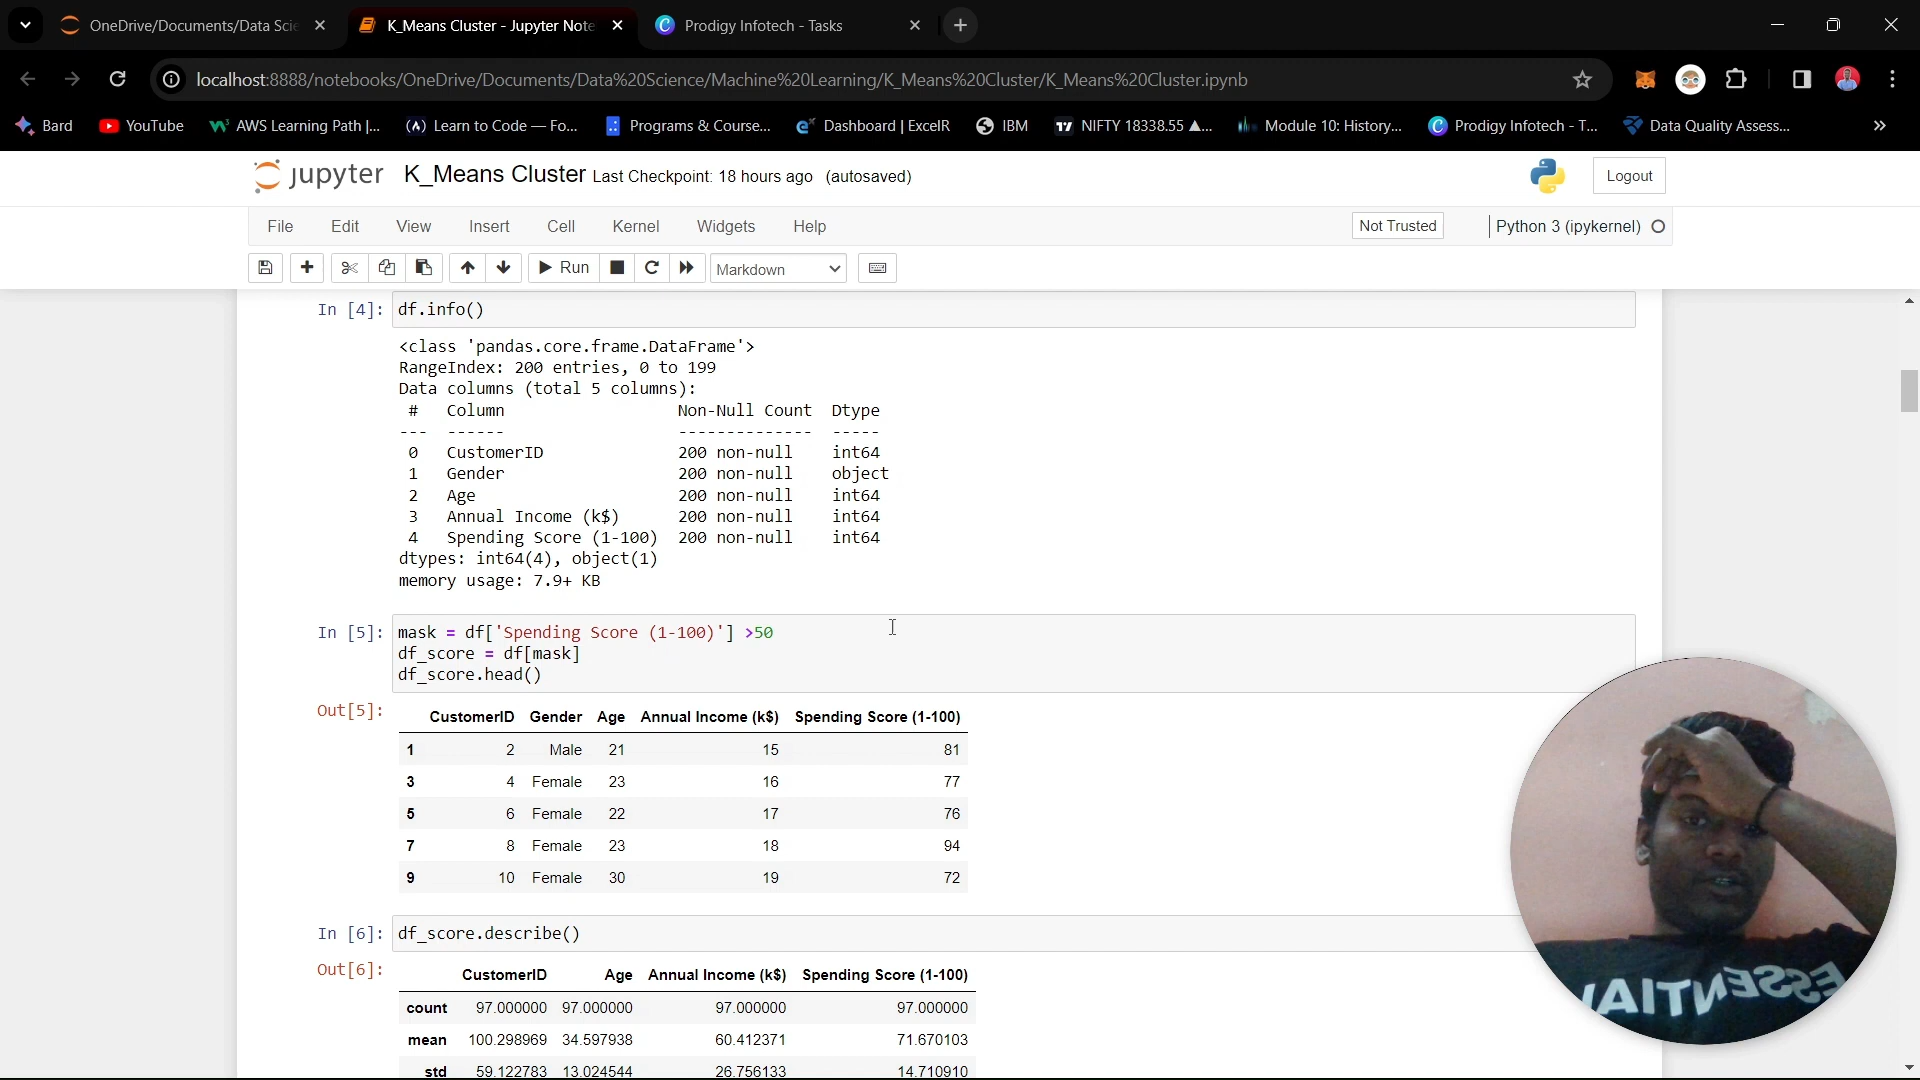 OneDrive/Documents/Data Scie
K_Means Cluster - Jupyter Note
Prodigy Infotech - Tasks
localhost:8888/notebooks/OneDrive/Documents/Data%20Science/Machine%20Learning/K_Means%20Cluster/K_Means%20Cluster.ipynb
Bard
YouTube
AWS Learning Path |...
Learn to Code — Fo...
Programs & Course...
Dashboard | ExcelR
IBM
NIFTY 18338.55 ▲...
Module 10: History...
Prodigy Infotech - T...
Data Quality Assess...
jupyter K_Means Cluster Last Checkpoint: 18 hours ago (autosaved)
Logout
File Edit View Insert Cell Kernel Widgets Help
Not Trusted
Python 3 (ipykernel)
Run
Markdown
In [4]: df.info()
<class 'pandas.core.frame.DataFrame'>
RangeIndex: 200 entries, 0 to 199
Data columns (total 5 columns):
# Column Non-Null Count Dtype
--- ------ -------------- -----
0 CustomerID 200 non-null int64
1 Gender 200 non-null object
2 Age 200 non-null int64
3 Annual Income (k$) 200 non-null int64
4 Spending Score (1-100) 200 non-null int64
dtypes: int64(4), object(1)
memory usage: 7.9+ KB
In [5]: mask = df['Spending Score (1-100)'] >50
df_score = df[mask]
df_score.head()
Out[5]:
CustomerID Gender Age Annual Income (k$) Spending Score (1-100)
1 2 Male 21 15 81
3 4 Female 23 16 77
5 6 Female 22 17 76
7 8 Female 23 18 94
9 10 Female 30 19 72
In [6]: df_score.describe()
Out[6]:
CustomerID Age Annual Income (k$) Spending Score (1-100)
count 97.000000 97.000000 97.000000 97.000000
mean 100.298969 34.597938 60.412371 71.670103
std 59.122783 13.024544 26.756133 14.710910
ESSENTIAL